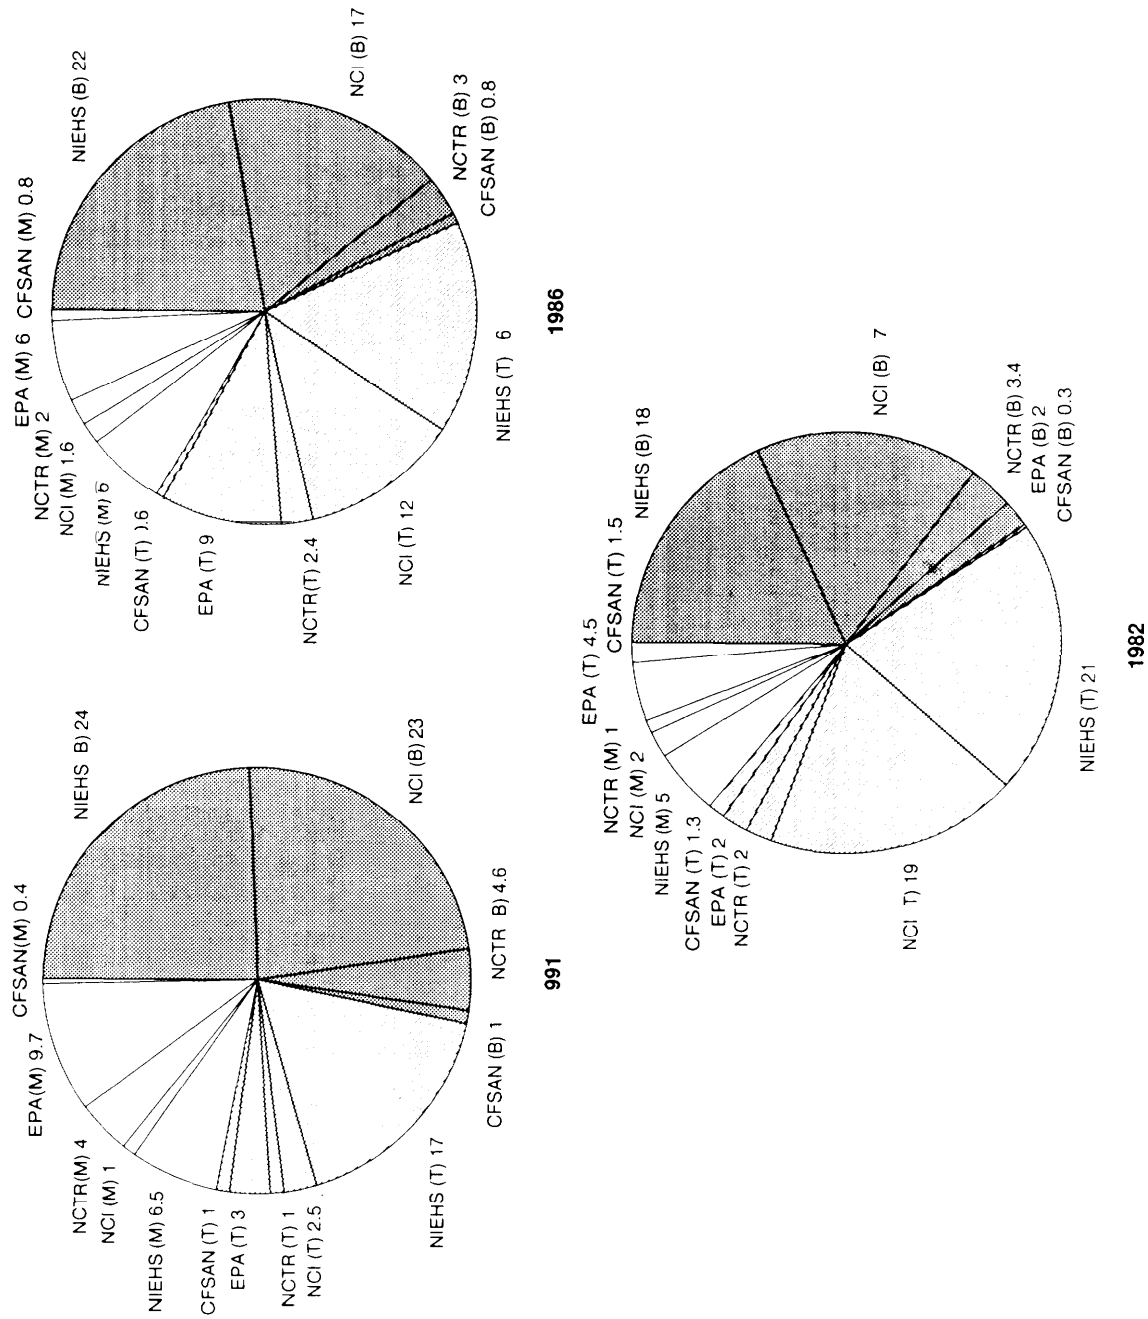 CFSAN(M) 0.4
NIEHS B) 24
EPA(M) 9.7
NCTR(M) 4
NCI (M) 1
NIEHS (M) 6.5
CFSAN (T) 1
EPA (T) 3
NCTR (T) 1
NCI (T) 2.5
NIEHS (T) 17
CFSAN (B) 1
NCTR B) 4.6
NCI (B) 23
991
EPA (M) 6
CFSAN (M) 0.8
NIEHS (B) 22
NCTR (M) 2
NCI (M) 1.6
NIEHS (M) 6
CFSAN (T) ).6
EPA (T) 9
NCTR(T) 2.4
NCI (T) 12
NIEHS (T) 6
NCTR (B) 3
CFSAN (B) 0.8
NCI (B) 17
1986
EPA (T) 4.5
CFSAN (T) 1.5
NIEHS (B) 18
NCTR (M) 1
NCI (M) 2
NIEHS (M) 5
CFSAN (T) 1.3
EPA (T) 2
NCTR (T) 2
NCI T) 19
NIEHS (T) 21
NCTR (B) 3.4
EPA (B) 2
CFSAN (B) 0.3
NCI (B) 7
1982